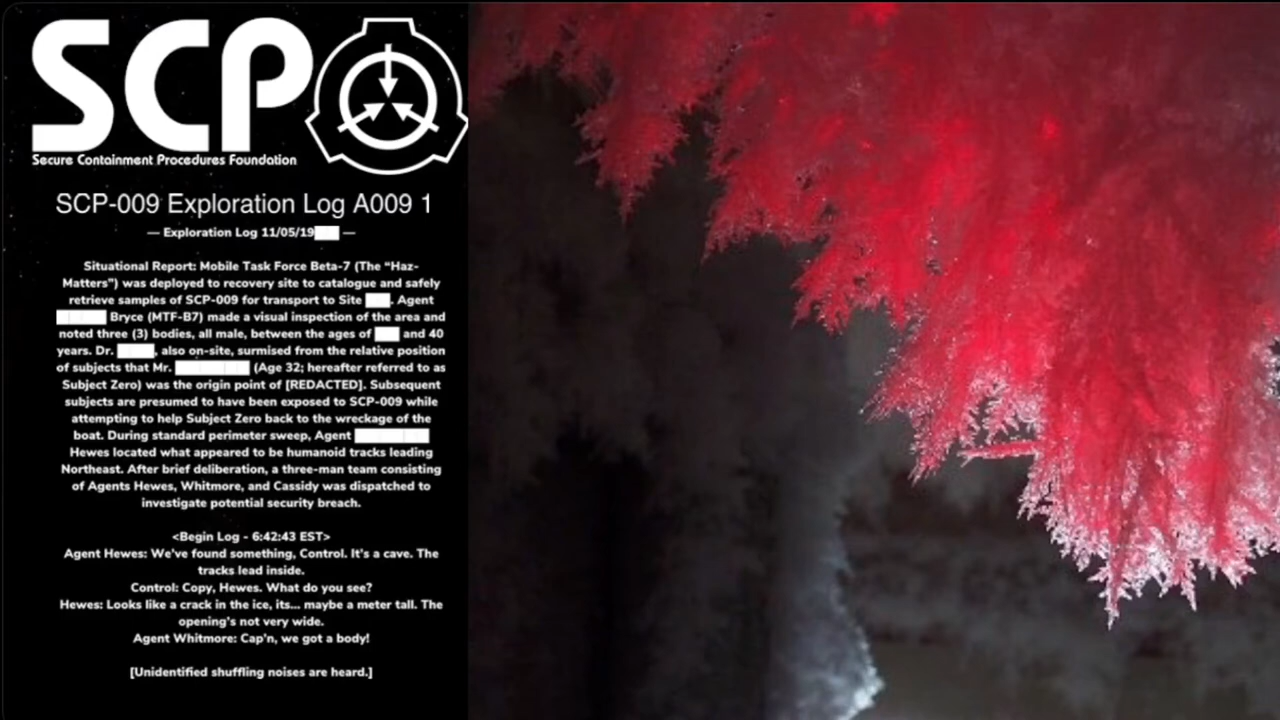 SCP
Secure Containment Procedures Foundation
SCP-009 Exploration Log A009 1
— Exploration Log 11/05/19███ —
Situational Report: Mobile Task Force Beta-7 (The “Haz-
Matters”) was deployed to recovery site to catalogue and safely
retrieve samples of SCP-009 for transport to Site ███. Agent
██████ Bryce (MTF-B7) made a visual inspection of the area and
noted three (3) bodies, all male, between the ages of ███ and 40
years. Dr. ████, also on-site, surmised from the relative position
of subjects that Mr. █████████ (Age 32; hereafter referred to as
Subject Zero) was the origin point of [REDACTED]. Subsequent
subjects are presumed to have been exposed to SCP-009 while
attempting to help Subject Zero back to the wreckage of the
boat. During standard perimeter sweep, Agent █████████
Hewes located what appeared to be humanoid tracks leading
Northeast. After brief deliberation, a three-man team consisting
of Agents Hewes, Whitmore, and Cassidy was dispatched to
investigate potential security breach.
<Begin Log - 6:42:43 EST>
Agent Hewes: We've found something, Control. It's a cave. The
tracks lead inside.
Control: Copy, Hewes. What do you see?
Hewes: Looks like a crack in the ice, its... maybe a meter tall. The
opening's not very wide.
Agent Whitmore: Cap'n, we got a body!
[Unidentified shuffling noises are heard.]